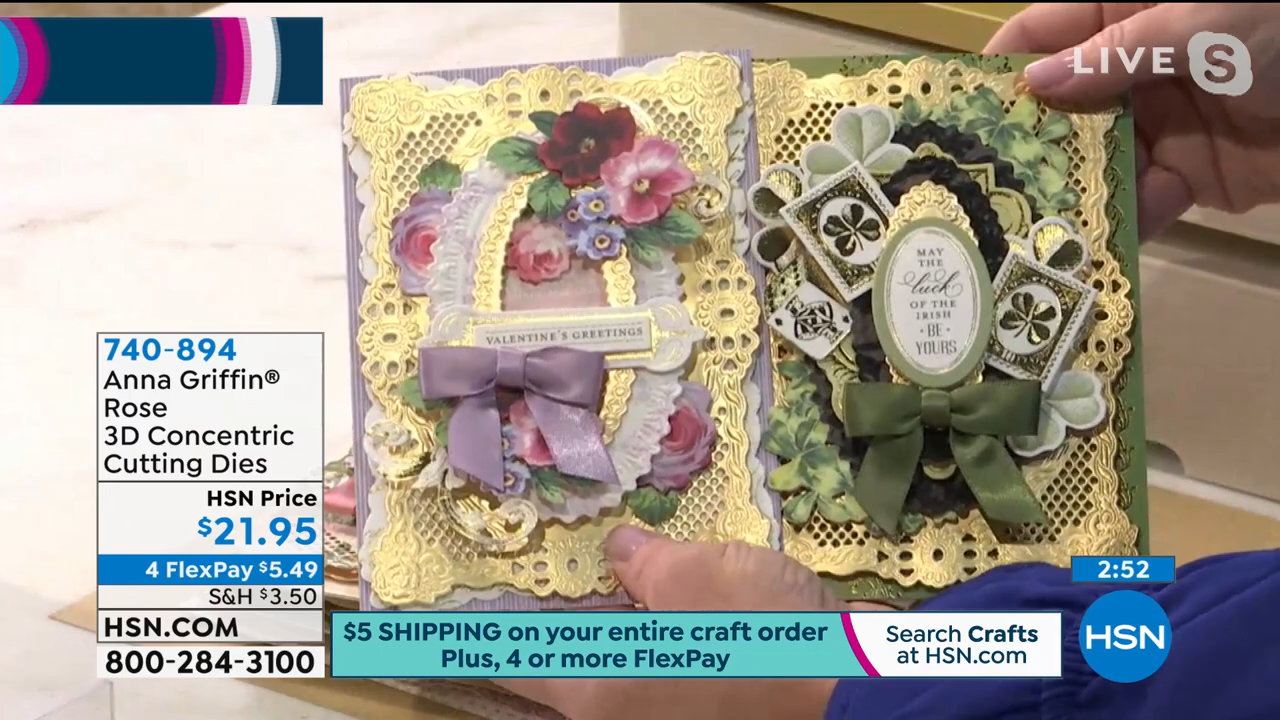 LIVE S
VALENTINE'S GREETINGS
MAY
THE
luck
OF THE
IRISH
· BE ·
YOURS
740-894
Anna Griffin®
Rose
3D Concentric
Cutting Dies
HSN Price
$21.95
4 FlexPay $5.49
S&H $3.50
HSN.COM
800-284-3100
2:52
$5 SHIPPING on your entire craft order
Plus, 4 or more FlexPay
Search Crafts
at HSN.com
HSN